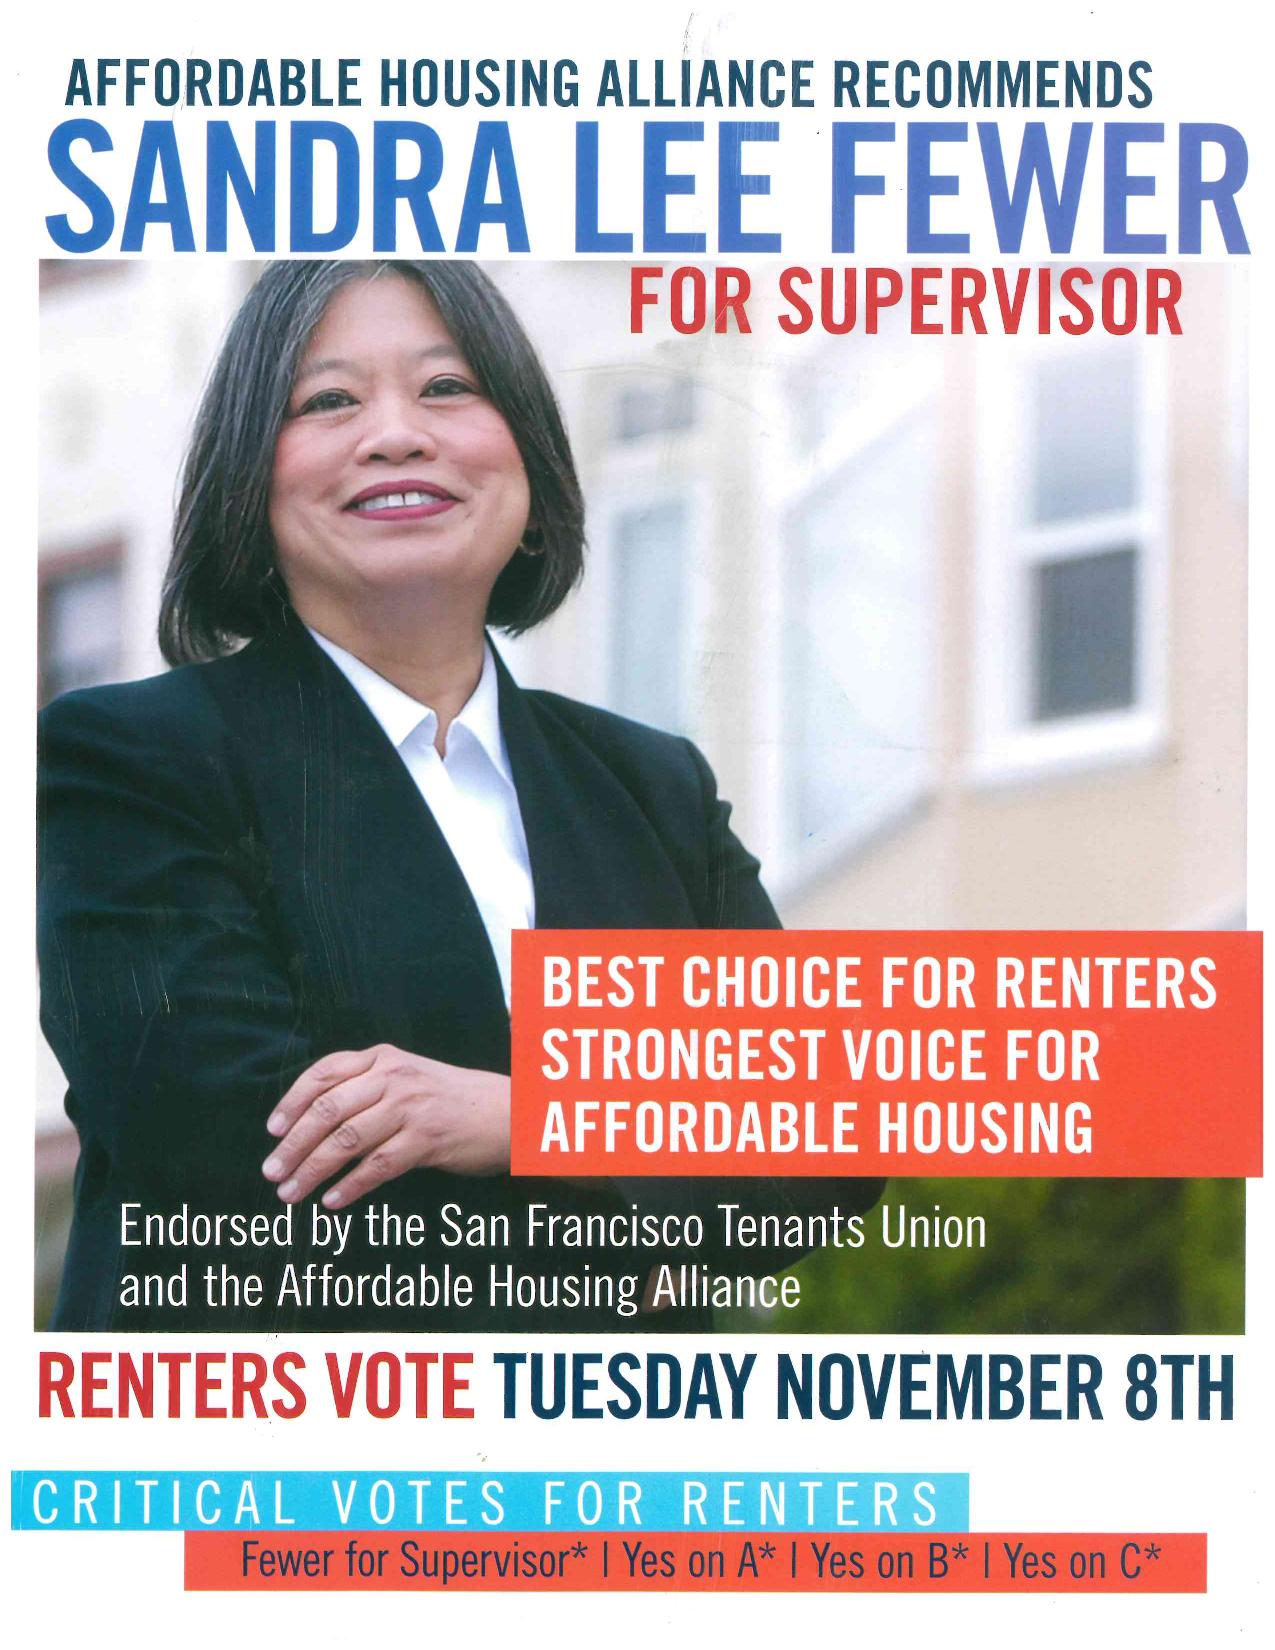 AFFORDABLE HOUSING ALLIANCE RECOMMENDS
SANDRA LEE FEWER
FOR SUPERVISOR
BEST CHOICE FOR RENTERS
STRONGEST VOICE FOR
AFFORDABLE HOUSING
Endorsed by the San Francisco Tenants Union
and the Affordable Housing Alliance
RENTERS VOTE TUESDAY NOVEMBER 8TH
CRITICAL VOTES FOR RENTERS
Fewer for Supervisor* | Yes on A* | Yes on B* | Yes on C*